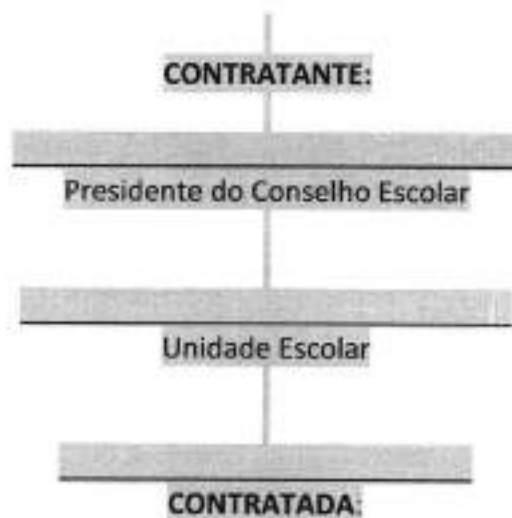 CONTRATANTE:
Presidente do Conselho Escolar
Unidade Escolar
CONTRATADA: